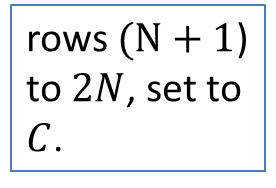 rows (N + 1)
to 2N, set to
C.